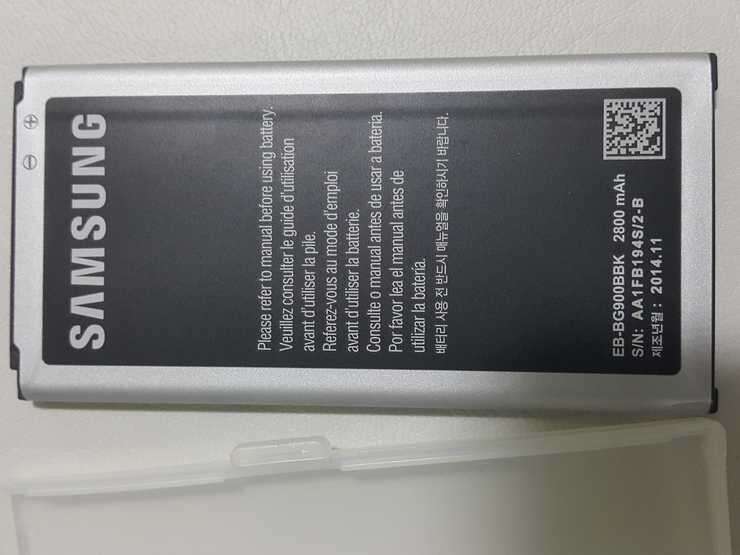 SAMSUNG
Please refer to manual before using battery.
Veuillez consulter le guide d'utilisation
avant d'utiliser la pile.
Referez-vous au mode d'emploi
avant d'utiliser la batterie.
Consulte o manual antes de usar a bateria.
Por favor lea el manual antes de
utilizar la batería.
배터리 사용 전 반드시 매뉴얼을 확인하시기 바랍니다.
EB-BG900BBK 2800 mAh
S/N: AA1FB194S/2-B
제조년월 : 2014.11